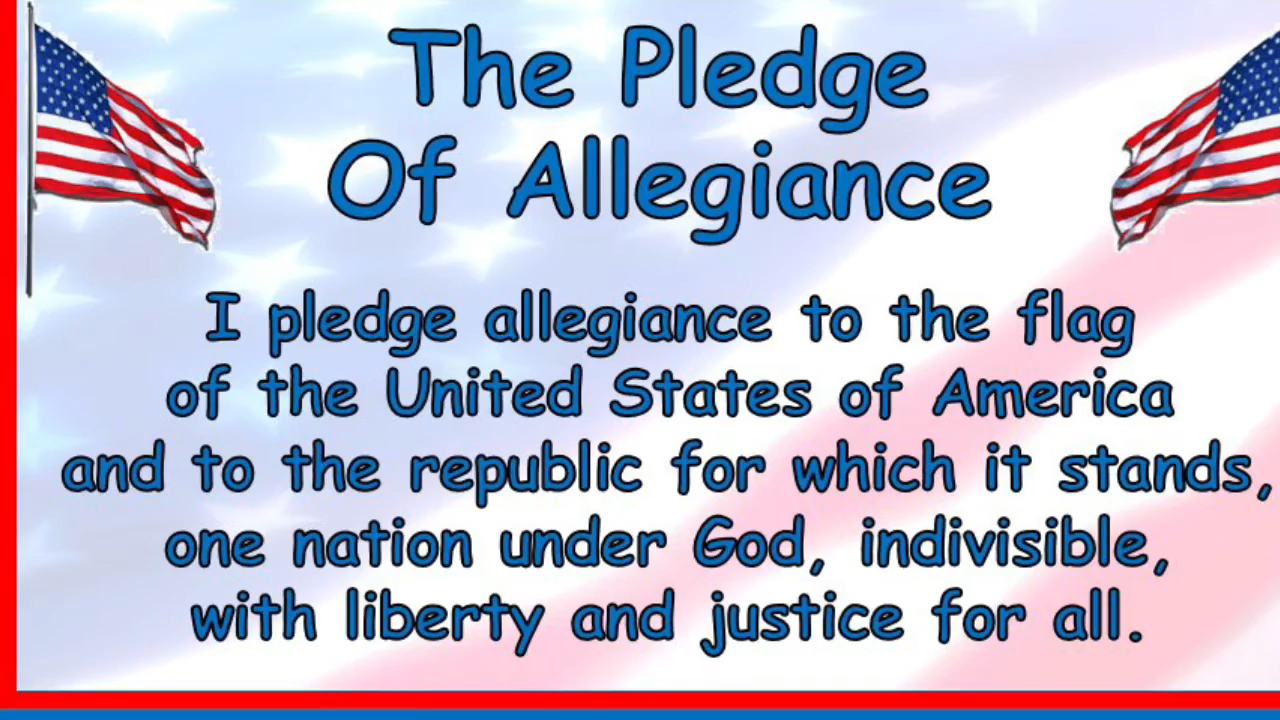 The Pledge
Of Allegiance
I pledge allegiance to the flag
of the United States of America
and to the republic for which it stands,
one nation under God, indivisible,
with liberty and justice for all.